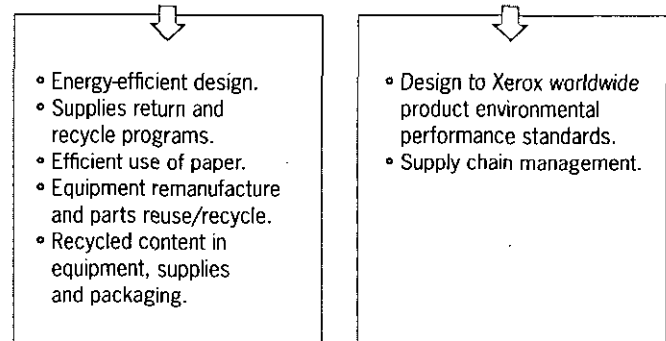 ° Energy-efficient design.
° Supplies return and
recycle programs.
° Efficient use of paper.
° Equipment remanufacture
and parts reuse/recycle.
° Recycled content in
equipment, supplies
and packaging.
° Design to Xerox worldwide
product environmental
performance standards.
° Supply chain management.